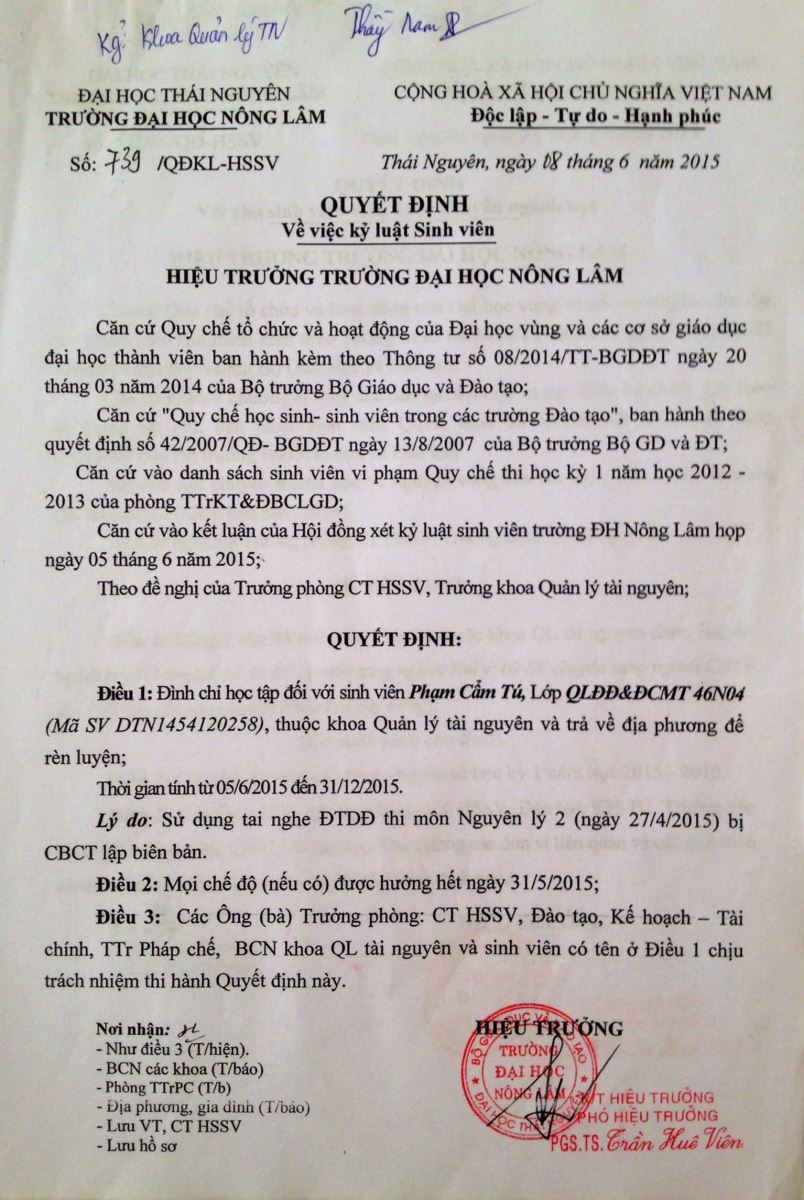 Kg: Khoa Quản lý TN Thầy Nam
ĐẠI HỌC THÁI NGUYÊN CỘNG HOÀ XÃ HỘI CHỦ NGHĨA VIỆT NAM
TRƯỜNG ĐẠI HỌC NÔNG LÂM Độc lập - Tự do - Hạnh phúc
Số: 739 /QĐKL-HSSV Thái Nguyên, ngày 08 tháng 6 năm 2015
QUYẾT ĐỊNH
Về việc kỷ luật Sinh viên
HIỆU TRƯỞNG TRƯỜNG ĐẠI HỌC NÔNG LÂM
Căn cứ Quy chế tổ chức và hoạt động của Đại học vùng và các cơ sở giáo dục
đại học thành viên ban hành kèm theo Thông tư số 08/2014/TT-BGDĐT ngày 20
tháng 03 năm 2014 của Bộ trưởng Bộ Giáo dục và Đào tạo;
Căn cứ "Quy chế học sinh- sinh viên trong các trường Đào tạo", ban hành theo
quyết định số 42/2007/QĐ- BGDĐT ngày 13/8/2007 của Bộ trưởng Bộ GD và ĐT;
Căn cứ vào danh sách sinh viên vi phạm Quy chế thi học kỳ 1 năm học 2012 -
2013 của phòng TTrKT&ĐBCLGD;
Căn cứ vào kết luận của Hội đồng xét kỷ luật sinh viên trường ĐH Nông Lâm họp
ngày 05 tháng 6 năm 2015;
Theo đề nghị của Trưởng phòng CT HSSV, Trưởng khoa Quản lý tài nguyên;
QUYẾT ĐỊNH:
Điều 1: Đình chỉ học tập đối với sinh viên Phạm Cẩm Tú, Lớp QLĐĐ&ĐCMT 46N04
(Mã SV DTN1454120258), thuộc khoa Quản lý tài nguyên và trả về địa phương để
rèn luyện;
Thời gian tính từ 05/6/2015 đến 31/12/2015.
Lý do: Sử dụng tai nghe ĐTDĐ thi môn Nguyên lý 2 (ngày 27/4/2015) bị
CBCT lập biên bản.
Điều 2: Mọi chế độ (nếu có) được hưởng hết ngày 31/5/2015;
Điều 3: Các Ông (bà) Trưởng phòng: CT HSSV, Đào tạo, Kế hoạch – Tài
chính, TTr Pháp chế, BCN khoa QL tài nguyên và sinh viên có tên ở Điều 1 chịu
trách nhiệm thi hành Quyết định này.
Nơi nhận: HIỆU TRƯỞNG
- Như điều 3 (T/hiện).
- BCN các khoa (T/báo)
- Phòng TTrPC (T/b)
- Địa phương, gia đình (T/báo)
- Lưu VT, CT HSSV
- Lưu hồ sơ
BỘ GIÁO DỤC VÀ ĐÀO TẠO
TRƯỜNG
ĐẠI HỌC
NÔNG LÂM
ĐẠI HỌC THÁI NGUYÊN
K/T HIỆU TRƯỞNG
PHÓ HIỆU TRƯỞNG
PGS.TS. Trần Huê Viên